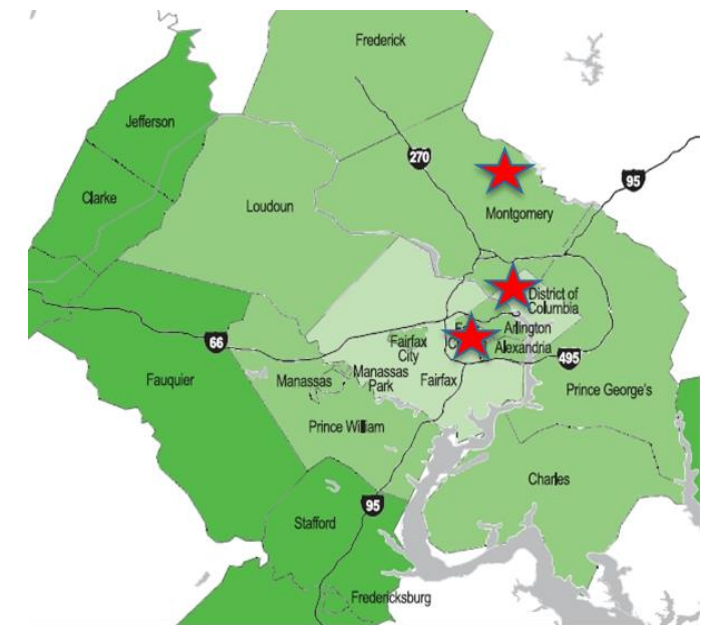 Frederick
Jefferson
270
95
Clarke
Loudoun
Montgomery
District of
Columbia
66
Fairfax
City
Arlington
Alexandria
495
Fauquier
Manassas
Manassas
Park
Fairfax
Prince George's
Prince William
Charles
95
Stafford
Fredericksburg